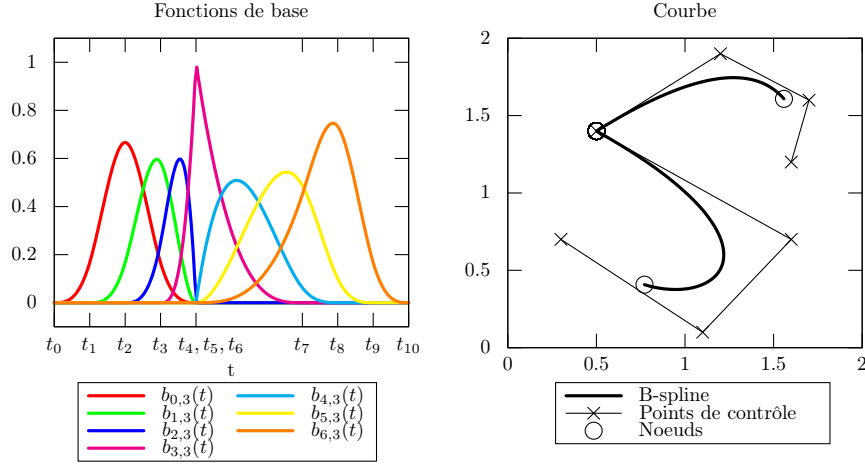 Fonctions de base
1
0.8
0.6
0.4
0.2
0
t₀ t₁ t₂ t₃ t₄, t₅, t₆ t₇ t₈ t₉ t₁₀
t
b₀,₃(t) b₄,₃(t)
b₁,₃(t) b₅,₃(t)
b₂,₃(t) b₆,₃(t)
b₃,₃(t)
Courbe
2
1.5
1
0.5
0
0 0.5 1 1.5 2
B-spline
Points de contrôle
Noeuds